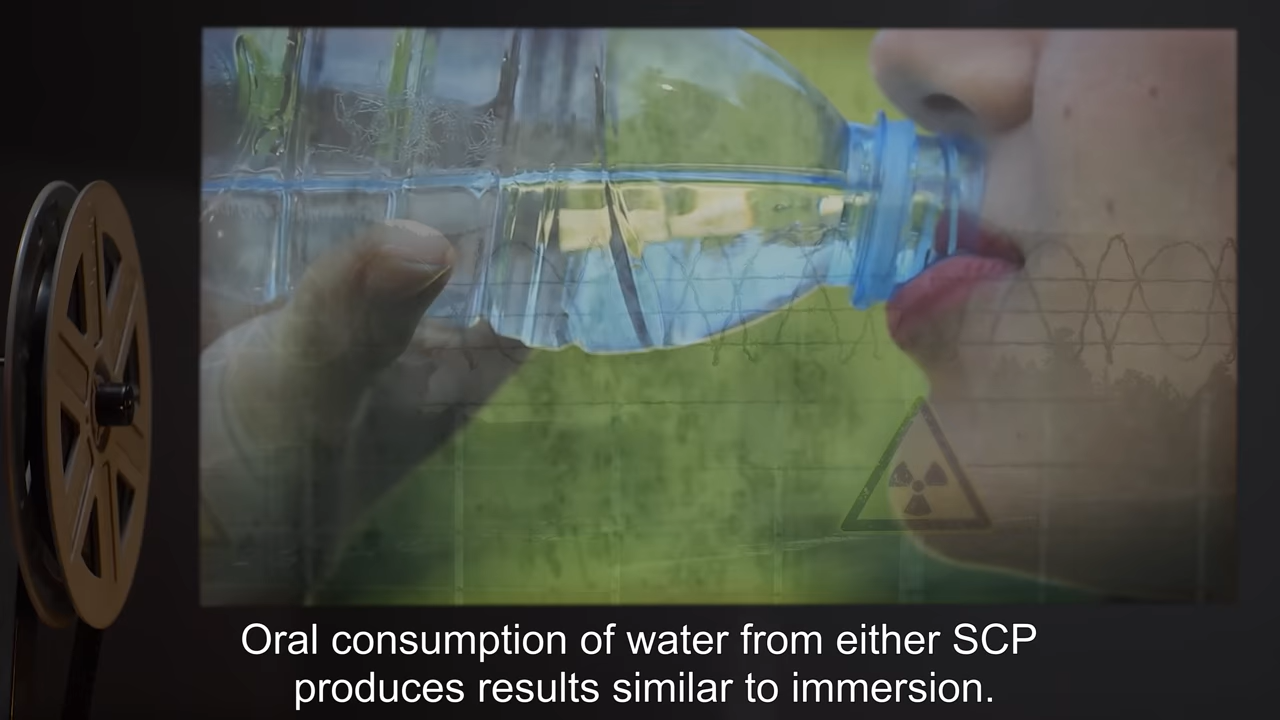 Oral consumption of water from either SCP
produces results similar to immersion.